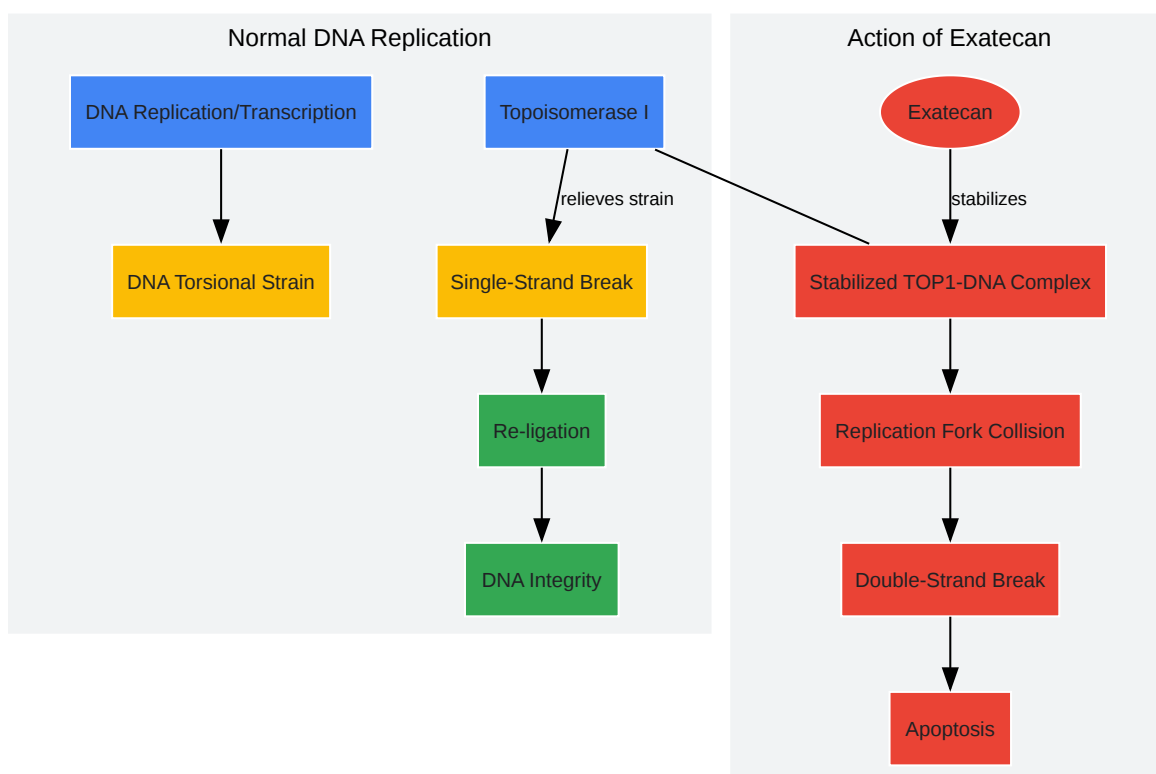 Normal DNA Replication
Action of Exatecan
DNA Replication/Transcription
Topoisomerase I
Exatecan
relieves strain
stabilizes
DNA Torsional Strain
Single-Strand Break
Stabilized TOP1-DNA Complex
Re-ligation
Replication Fork Collision
DNA Integrity
Double-Strand Break
Apoptosis